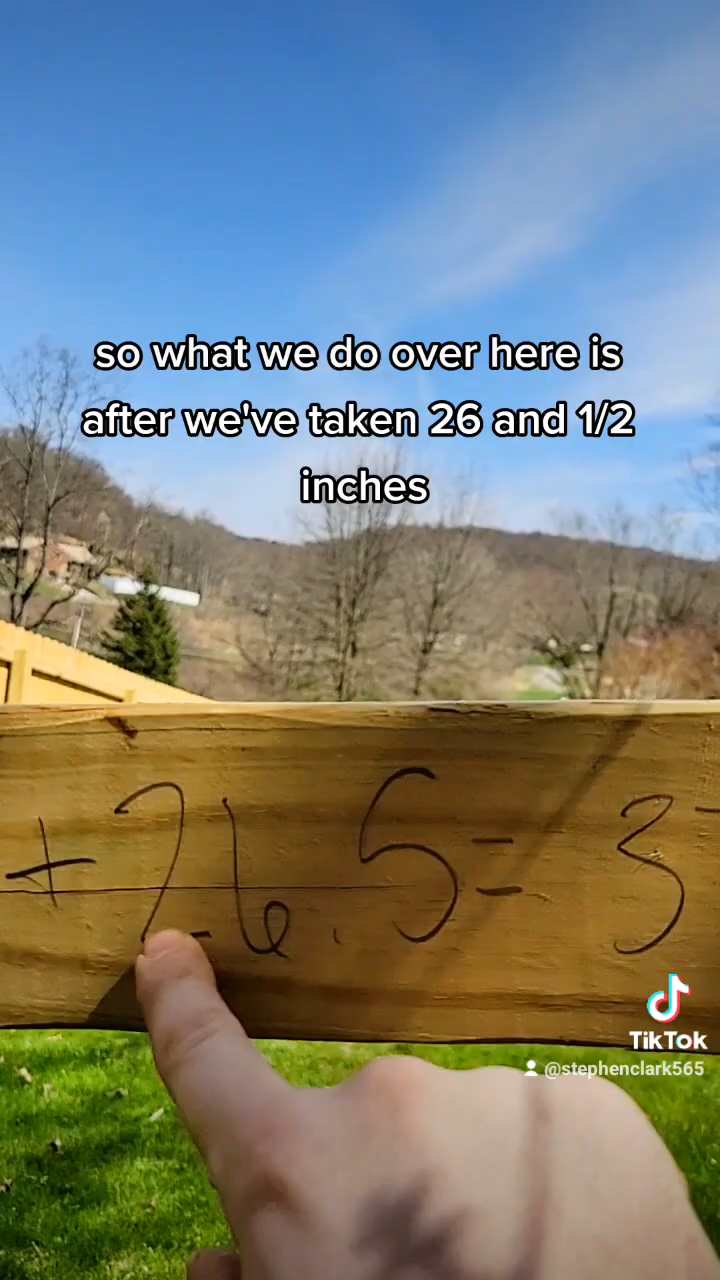 so what we do over here is
after we've taken 26 and 1/2
inches
+26.5=3
TikTok
@stephenclark565